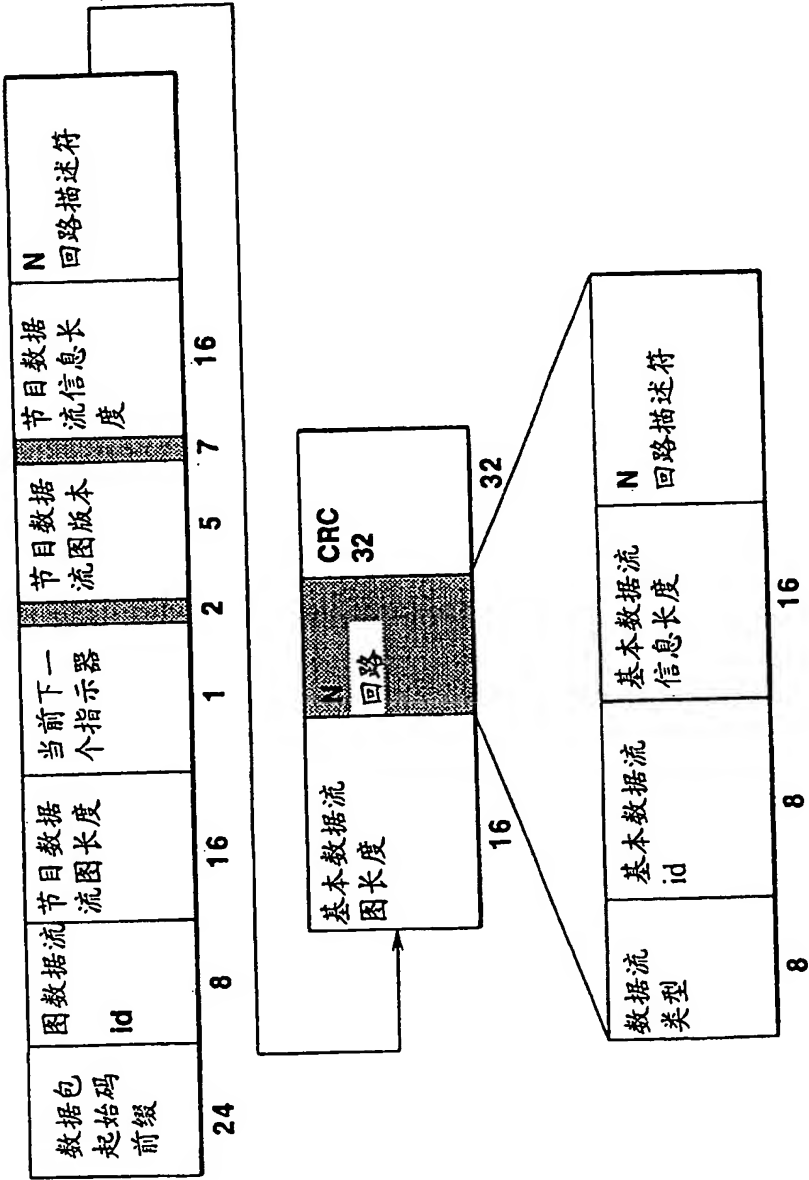 数据包
起始码
前缀
图数据流
id
节目数据
流图长度
当前下一
个指示器
节目数据
流图版本
节目数据
流信息长
度
N
回路描述符
24
8
16
1
2
5
7
16
基本数据流
图长度
N
回路
CRC
32
16
32
数据流
类型
基本数据流
id
基本数据流
信息长度
N
回路描述符
8
8
16